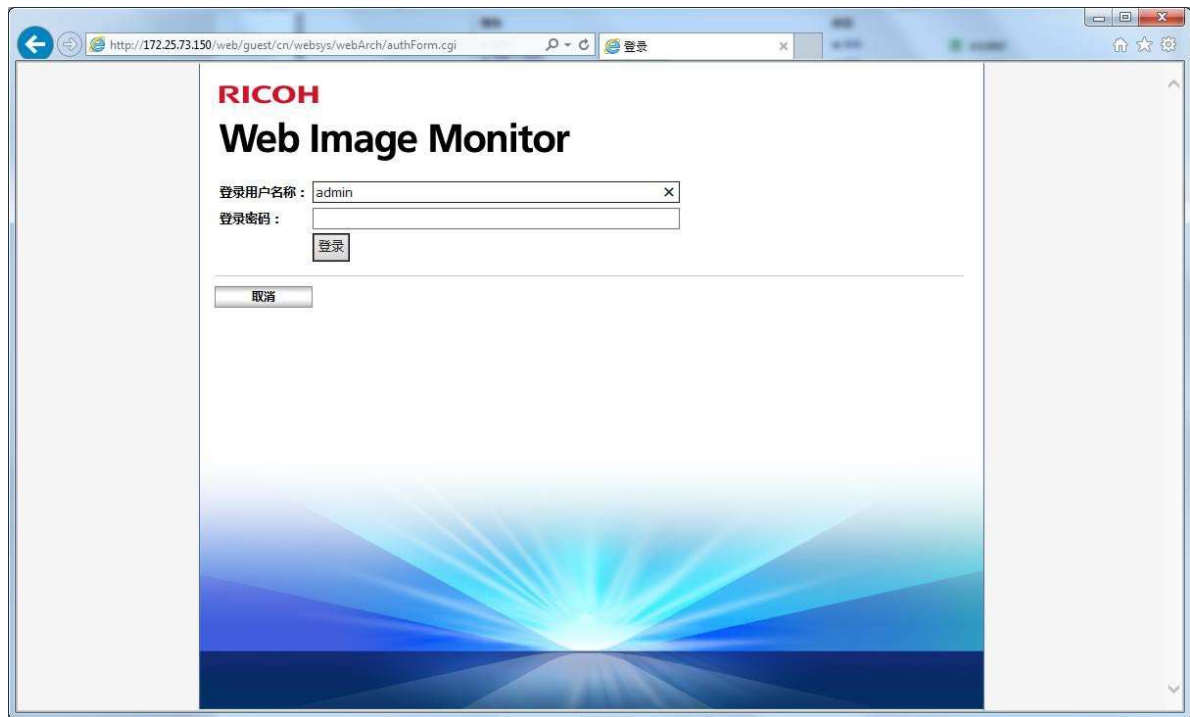 http://172.25.73.150/web/guest/cn/websys/webArch/authForm.cgi
登录
RICOH
Web Image Monitor
登录用户名称：
admin
登录密码：
登录
取消